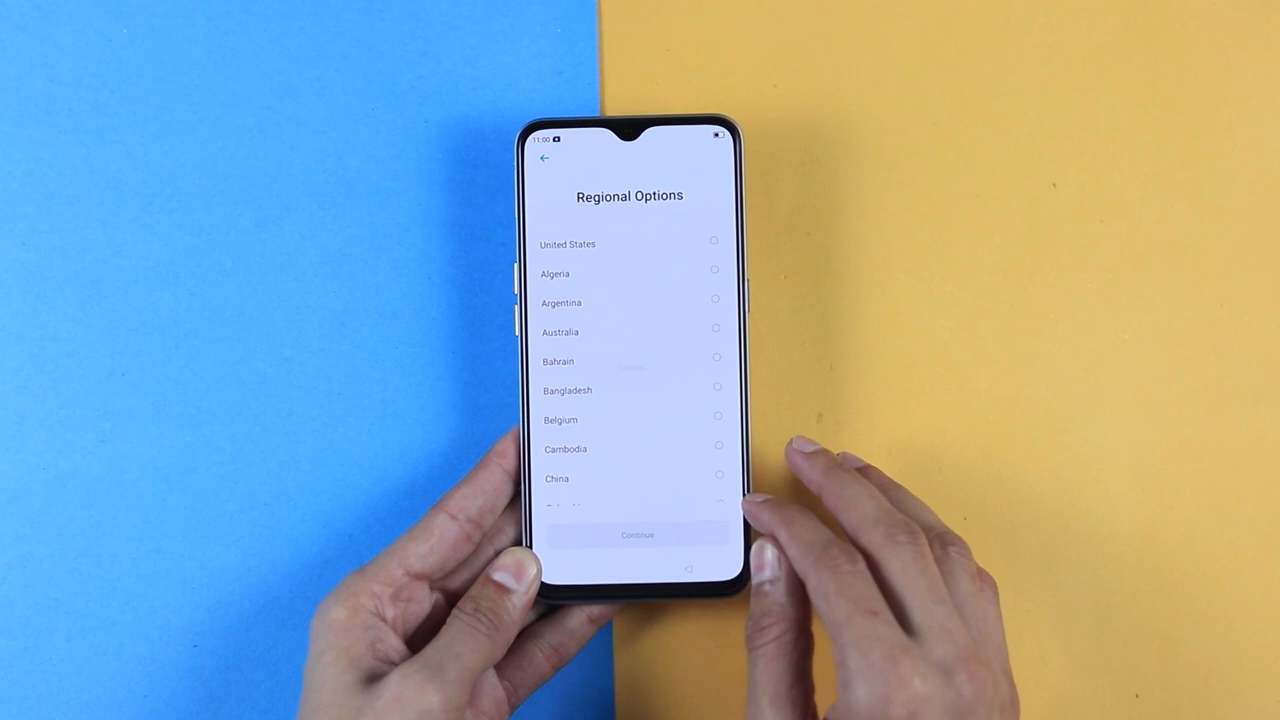 11:00
Regional Options
United States
Algeria
Argentina
Australia
Bahrain
Bangladesh
Belgium
Cambodia
China
Continue